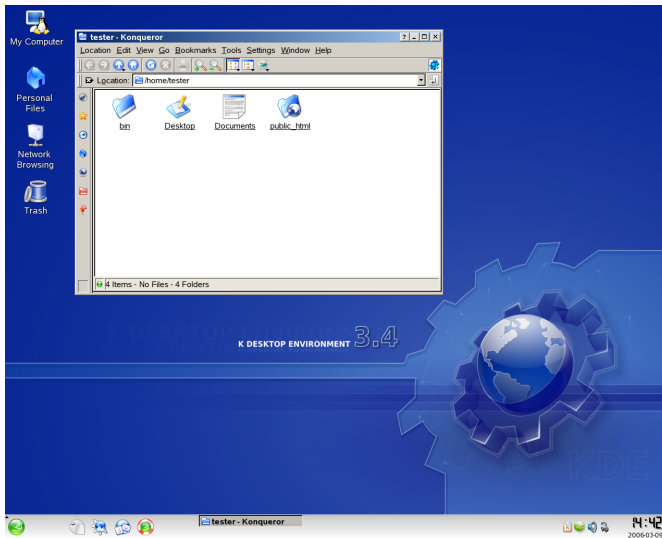 My Computer
Personal
Files
Network
Browsing
Trash
tester - Konqueror
Location Edit View Go Bookmarks Tools Settings Window Help
Location: /home/tester
bin
Desktop
Documents
public_html
4 Items - No Files - 4 Folders
K DESKTOP ENVIRONMENT 3.4
KDE
tester - Konqueror
14:42
2006-03-09